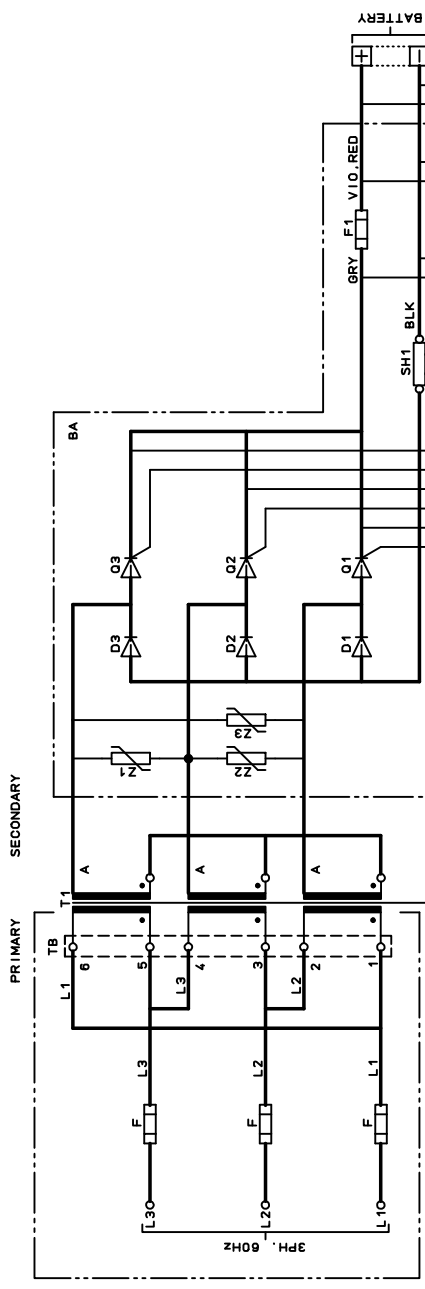 BATTERY
+ -
VIO,RED
F1
GRY
BLK
SH1
BA
Q3 Q2 Q1
D3 D2 D1
Z3
Z1 Z2
SECONDARY
PRIMARY
A A A
T1
TB
6 5 4 3 2 1
L1 L3 L2
L3 L2 L1
F F F
L3 L2 L1
3PH. 60Hz